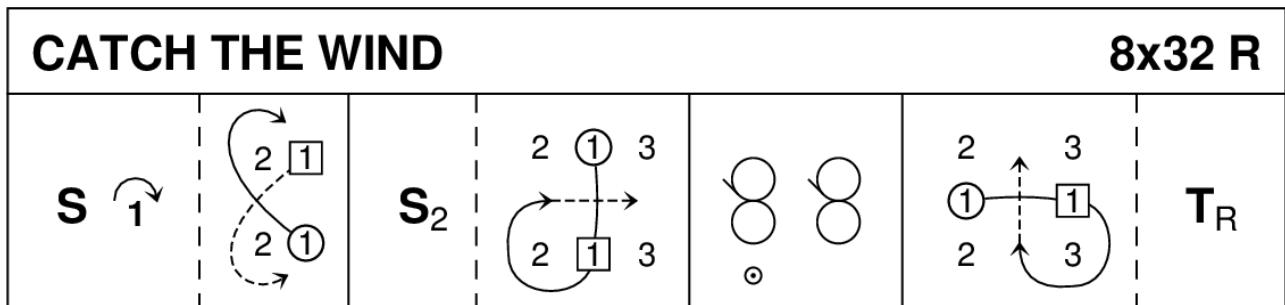 CATCH THE WIND 8x32 R
S 1 2 1 2 1
S2 2 1 3 2 1 3
2 3 1 1 2 3 TR